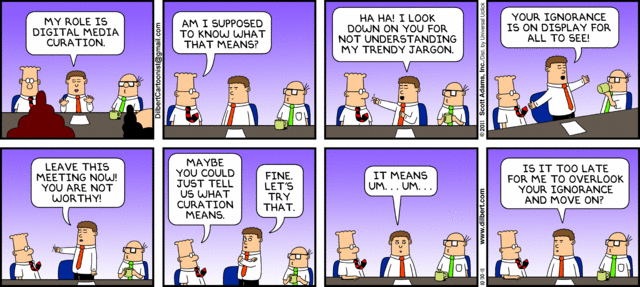 MY ROLE IS
DIGITAL MEDIA
CURATION.
DilbertCartoonist@gmail.com
AM I SUPPOSED
TO KNOW WHAT
THAT MEANS?
HA HA! I LOOK
DOWN ON YOU FOR
NOT UNDERSTANDING
MY TRENDY JARGON.
©2011 Scott Adams, Inc./Dist. by Universal Uclick
YOUR IGNORANCE
IS ON DISPLAY FOR
ALL TO SEE!
LEAVE THIS
MEETING NOW!
YOU ARE NOT
WORTHY!
MAYBE
YOU COULD
JUST TELL
US WHAT
CURATION
MEANS.
FINE.
LET'S
TRY
THAT.
IT MEANS
UM. . . UM. . .
www.dilbert.com
10-30-11
IS IT TOO LATE
FOR ME TO OVERLOOK
YOUR IGNORANCE
AND MOVE ON?